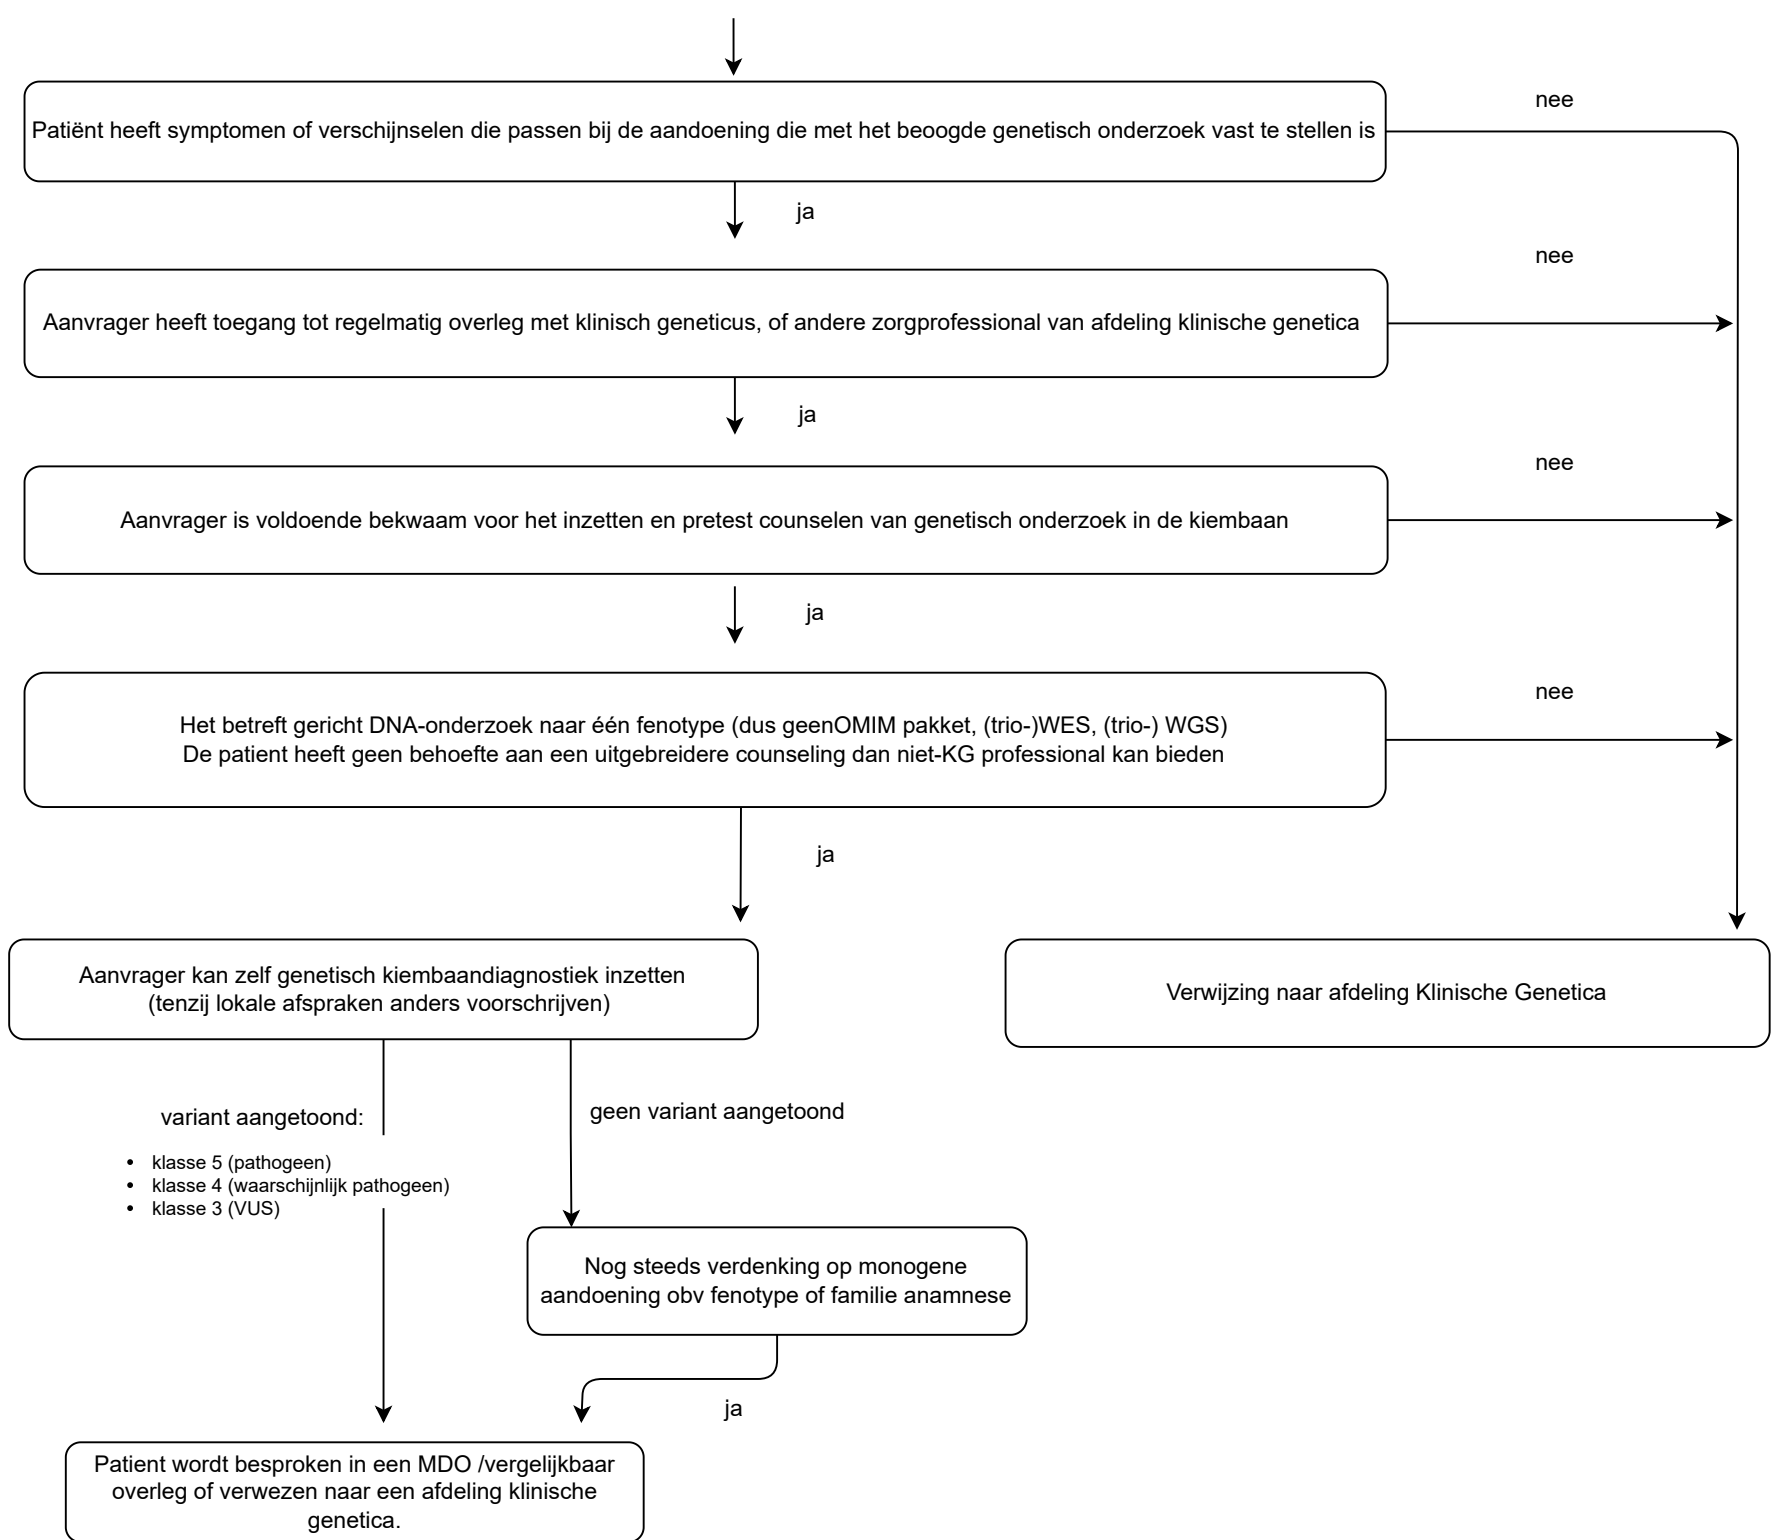 nee
Patiënt heeft symptomen of verschijnselen die passen bij de aandoening die met het beoogde genetisch onderzoek vast te stellen is
ja
nee
Aanvrager heeft toegang tot regelmatig overleg met klinisch geneticus, of andere zorgprofessional van afdeling klinische genetica
ja
nee
Aanvrager is voldoende bekwaam voor het inzetten en pretest counselen van genetisch onderzoek in de kiembaan
ja
nee
Het betreft gericht DNA-onderzoek naar één fenotype (dus geenOMIM pakket, (trio-)WES, (trio-) WGS)
De patient heeft geen behoefte aan een uitgebreidere counseling dan niet-KG professional kan bieden
ja
Aanvrager kan zelf genetisch kiembaandiagnostiek inzetten
(tenzij lokale afspraken anders voorschrijven)
Verwijzing naar afdeling Klinische Genetica
variant aangetoond:
• klasse 5 (pathogeen)
• klasse 4 (waarschijnlijk pathogeen)
• klasse 3 (VUS)
geen variant aangetoond
Nog steeds verdenking op monogene
aandoening obv fenotype of familie anamnese
ja
Patient wordt besproken in een MDO /vergelijkbaar
overleg of verwezen naar een afdeling klinische
genetica.